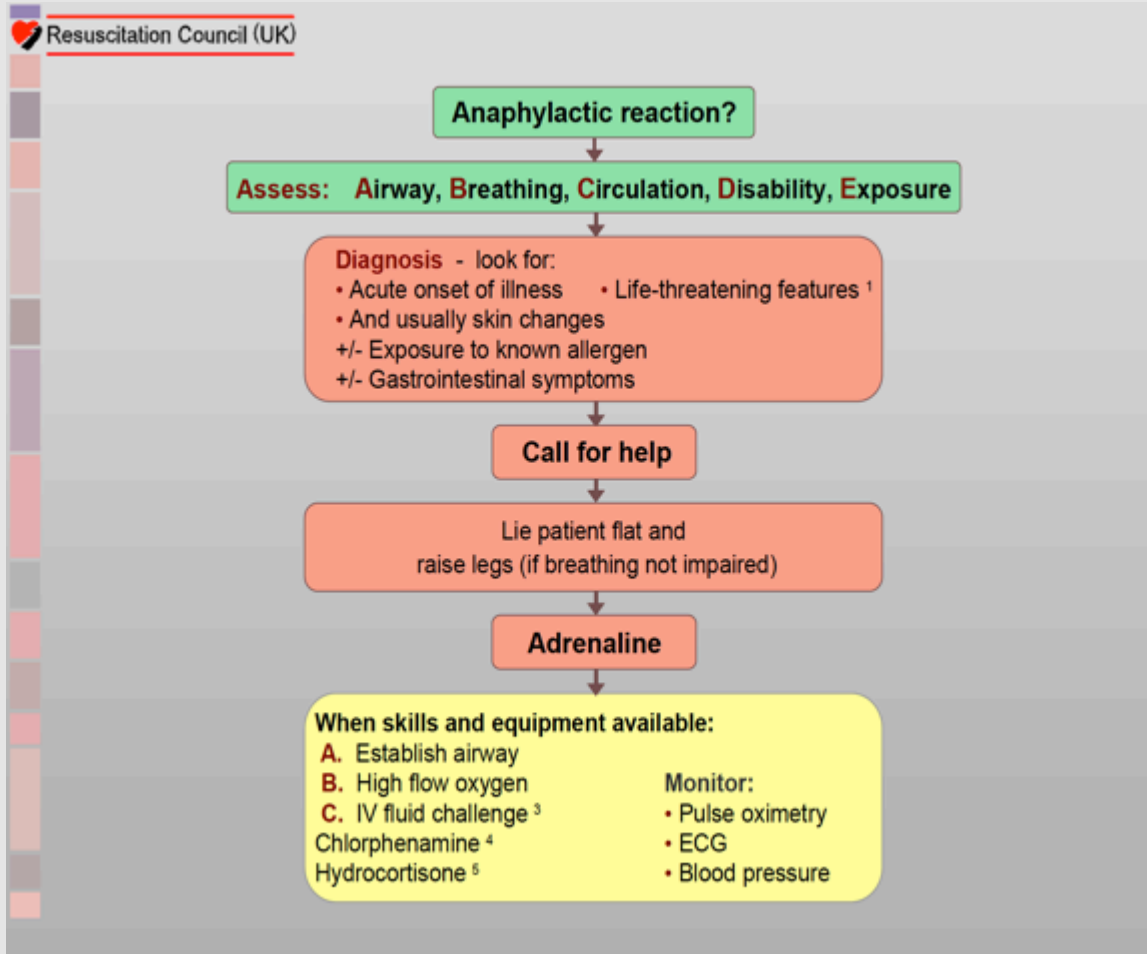 Resuscitation Council (UK)
Anaphylactic reaction?
Assess: Airway, Breathing, Circulation, Disability, Exposure
Diagnosis - look for:
• Acute onset of illness • Life-threatening features ¹
• And usually skin changes
+/- Exposure to known allergen
+/- Gastrointestinal symptoms
Call for help
Lie patient flat and
raise legs (if breathing not impaired)
Adrenaline
When skills and equipment available:
A. Establish airway
B. High flow oxygen
C. IV fluid challenge ³
Chlorphenamine ⁴
Hydrocortisone ⁵
Monitor:
• Pulse oximetry
• ECG
• Blood pressure